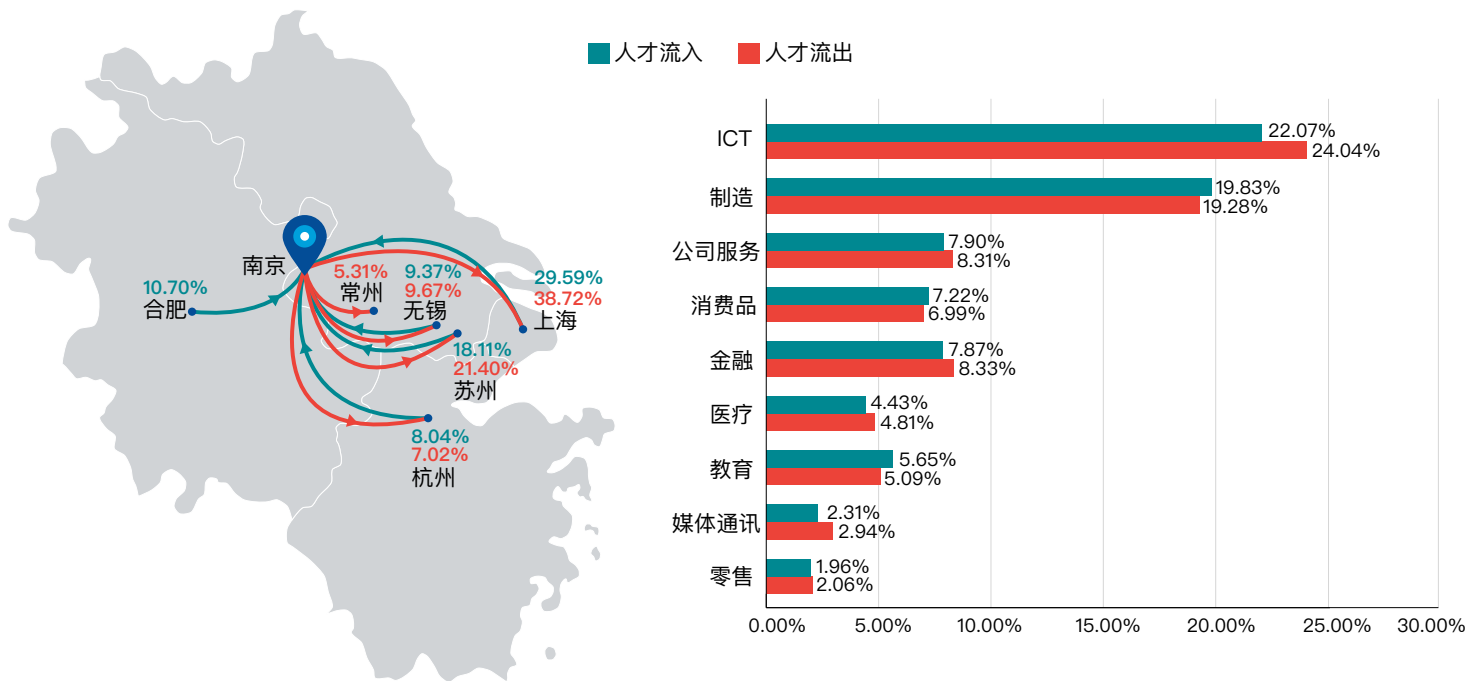 人才流入
人才流出
南京
10.70%
合肥
5.31%
常州
9.37%
9.67%
无锡
29.59%
38.72%
上海
18.11%
21.40%
苏州
8.04%
7.02%
杭州
ICT
22.07%
24.04%
制造
19.83%
19.28%
公司服务
7.90%
8.31%
消费品
7.22%
6.99%
金融
7.87%
8.33%
医疗
4.43%
4.81%
教育
5.65%
5.09%
媒体通讯
2.31%
2.94%
零售
1.96%
2.06%
0.00%
5.00%
10.00%
15.00%
20.00%
25.00%
30.00%